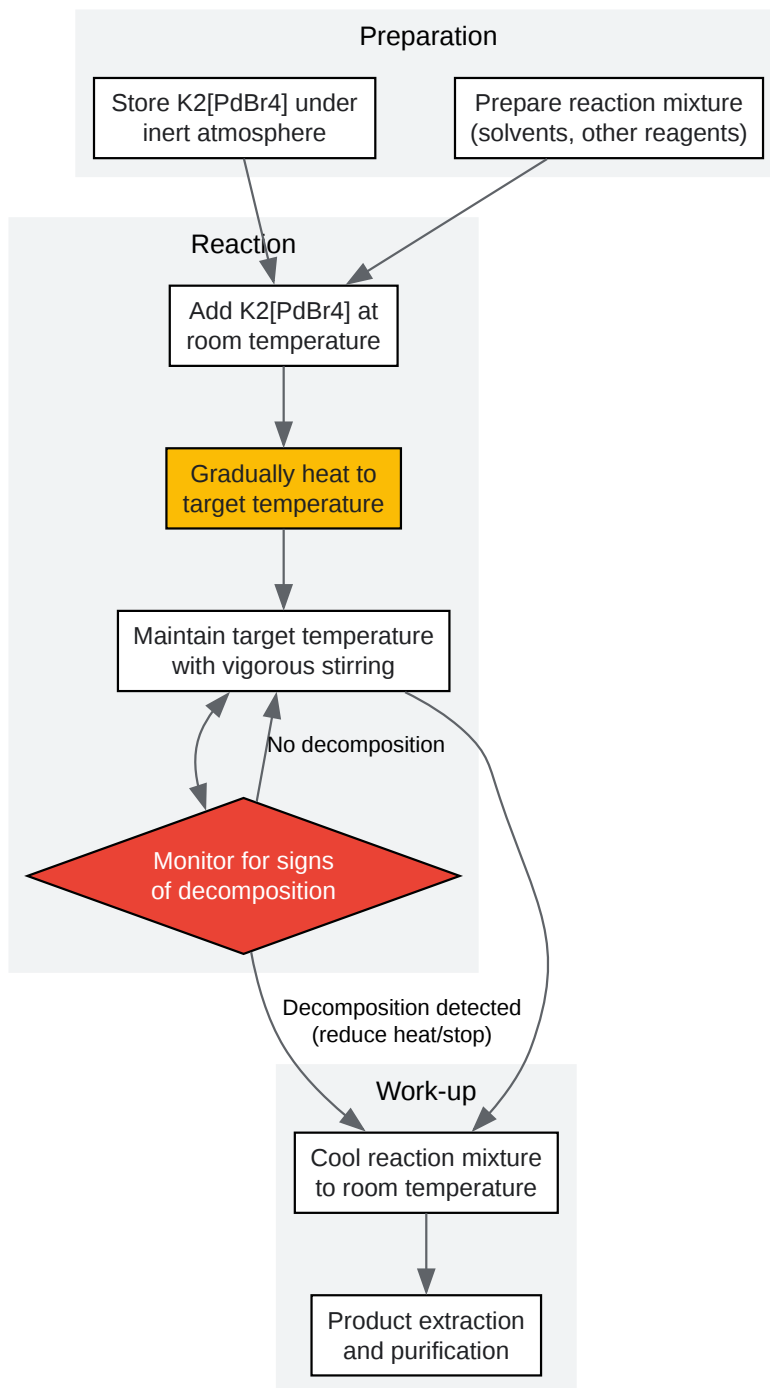 Preparation
Store K2[PdBr4] under
inert atmosphere
Prepare reaction mixture
(solvents, other reagents)
Reaction
Add K2[PdBr4] at
room temperature
Gradually heat to
target temperature
Maintain target temperature
with vigorous stirring
No decomposition
Monitor for signs
of decomposition
Decomposition detected
(reduce heat/stop)
Work-up
Cool reaction mixture
to room temperature
Product extraction
and purification